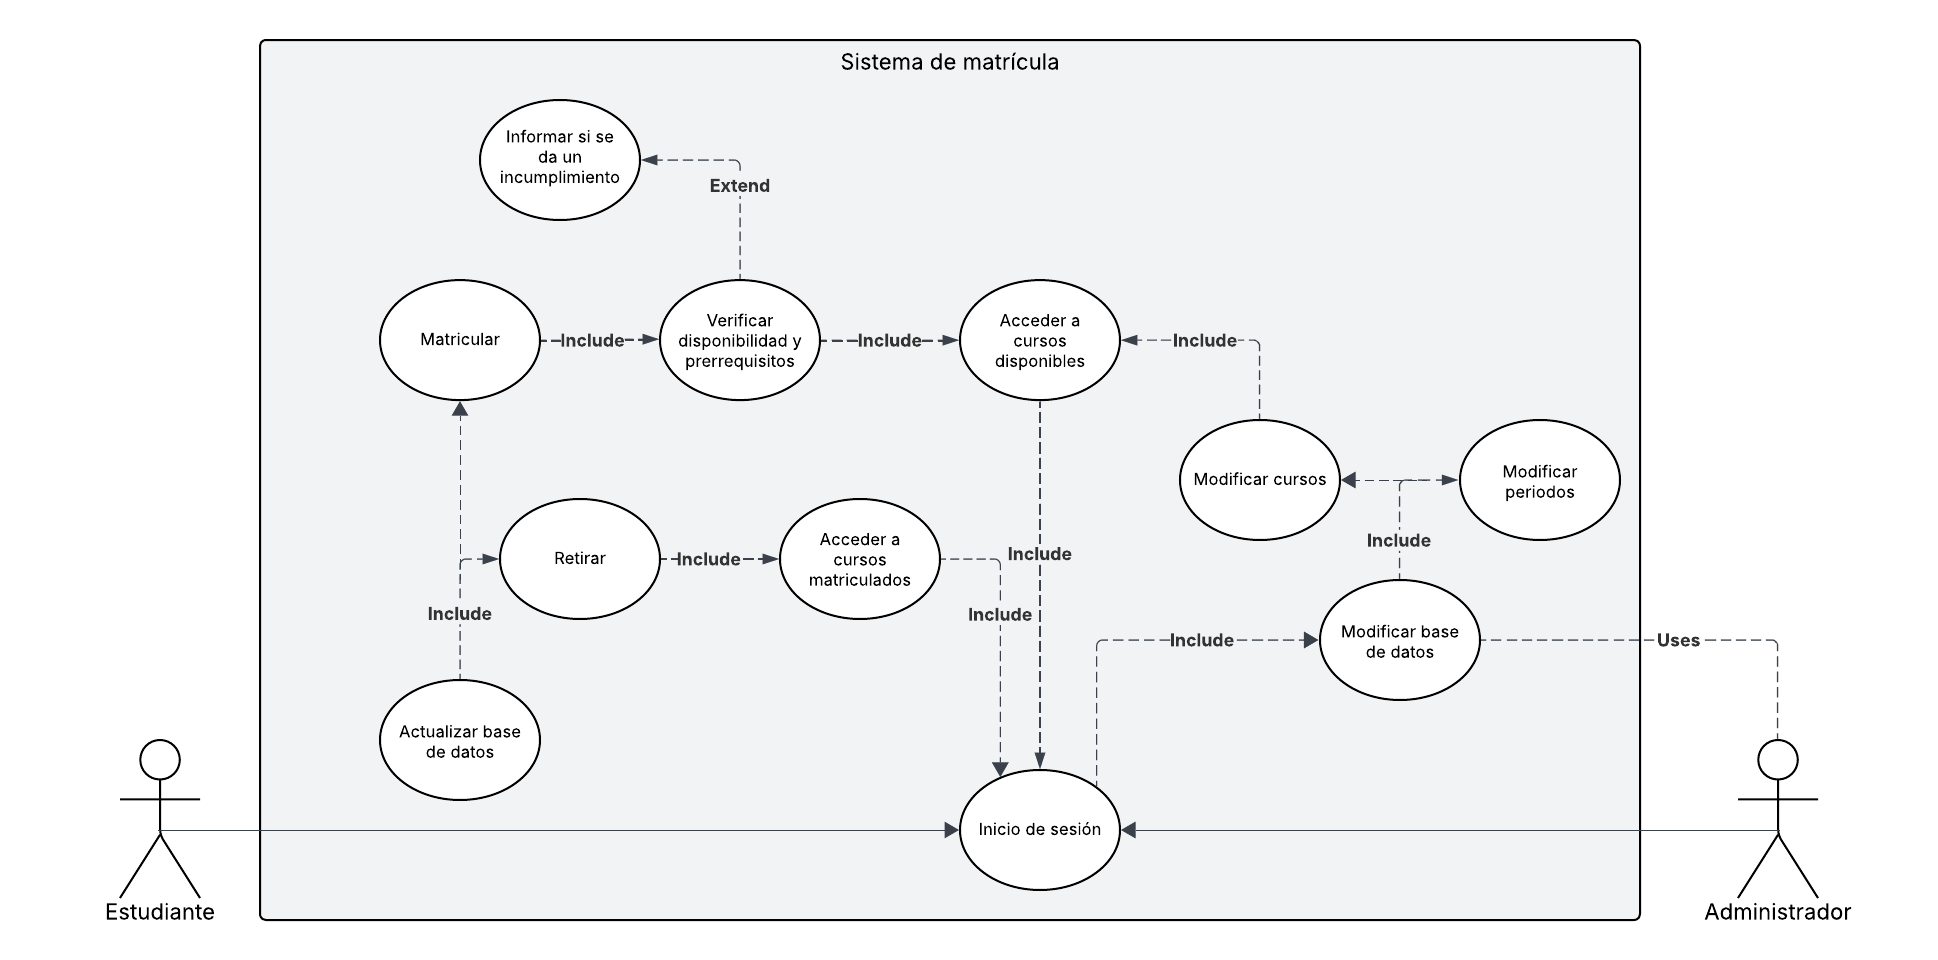 Sistema de matrícula
Informar si se
da un
incumplimiento
Extend
Matricular
Include
Verificar
disponibilidad y
prerrequisitos
Include
Acceder a
cursos
disponibles
Include
Modificar cursos
Modificar
periodos
Include
Retirar
Include
Acceder a
cursos
matriculados
Include
Include
Include
Modificar base
de datos
Include
Uses
Actualizar base
de datos
Inicio de sesión
Estudiante
Administrador